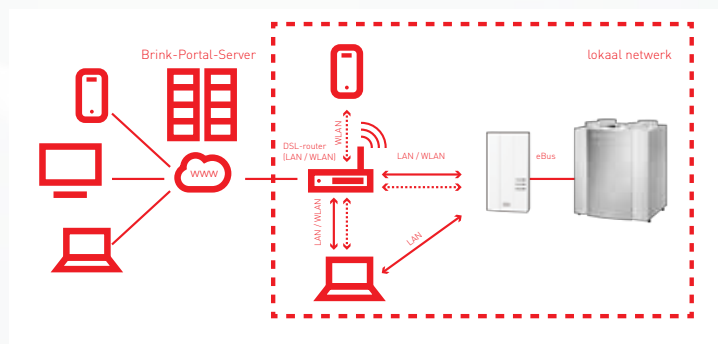 Brink-Portal-Server
lokaal netwerk
WLAN
DSL-router
(LAN / WLAN)
LAN / WLAN
eBus
www
LAN / WLAN
LAN